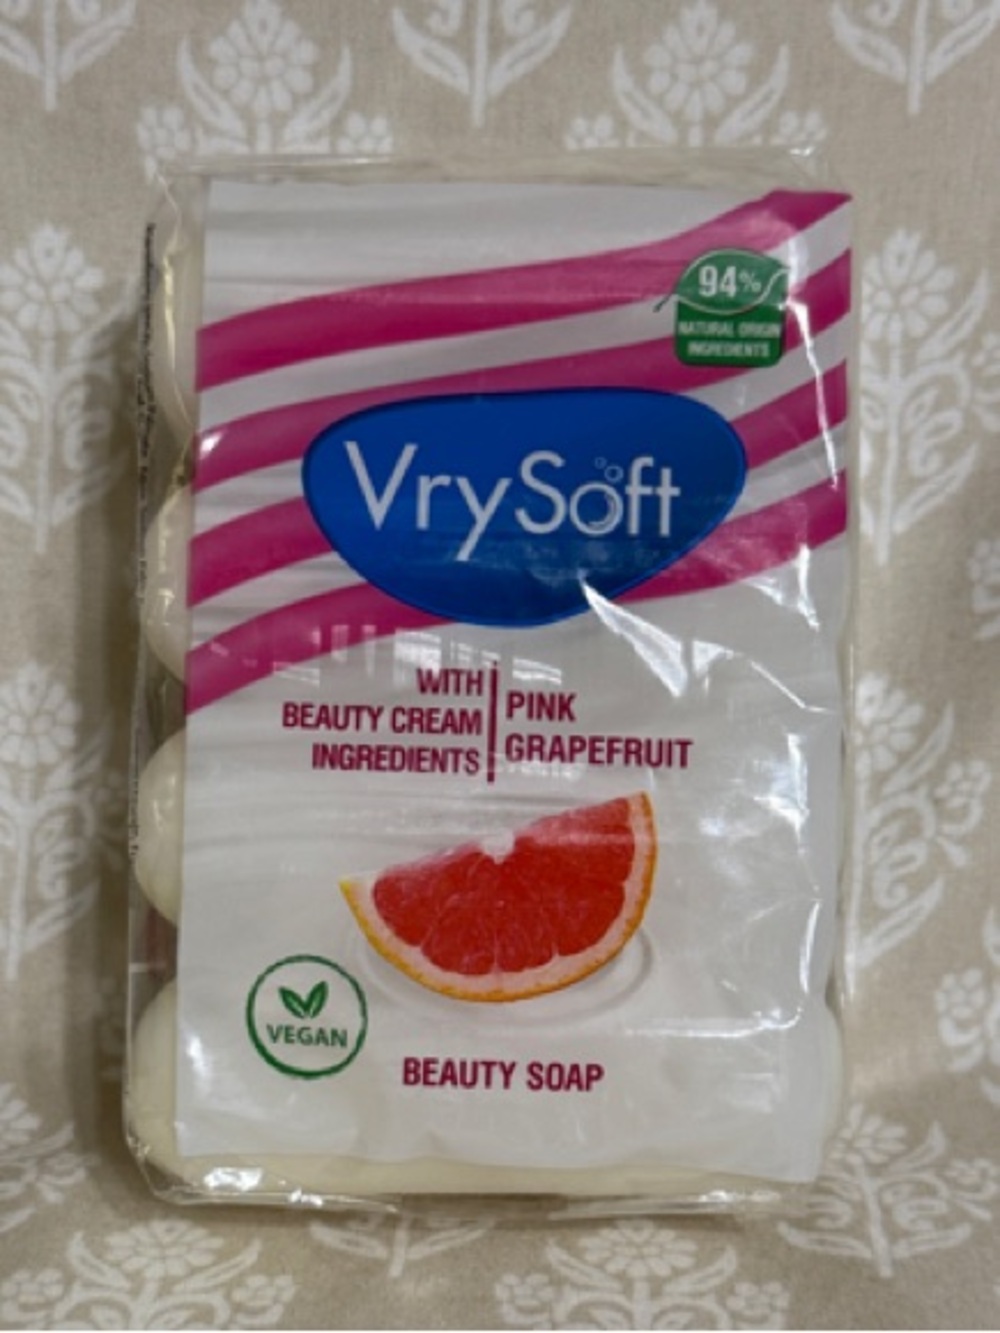 94%
NATURAL ORIGIN
INGREDIENTS
VrySoft
WITH
BEAUTY CREAM
INGREDIENTS
PINK
GRAPEFRUIT
VEGAN
BEAUTY SOAP